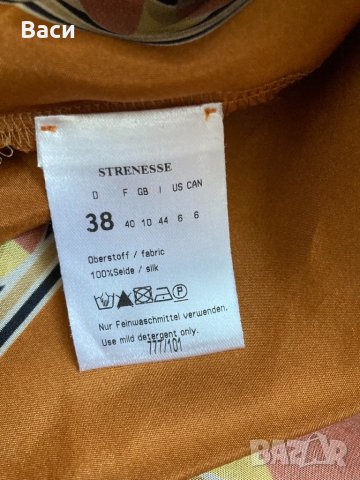 Васи
STRENESSE
D F GB I US CAN
38 40 10 44 6 6
Oberstoff / fabric
100%Seide / silk
P
Nur Feinwaschmittel verwenden.
Use mild detergent only.
777/101
BAZAR